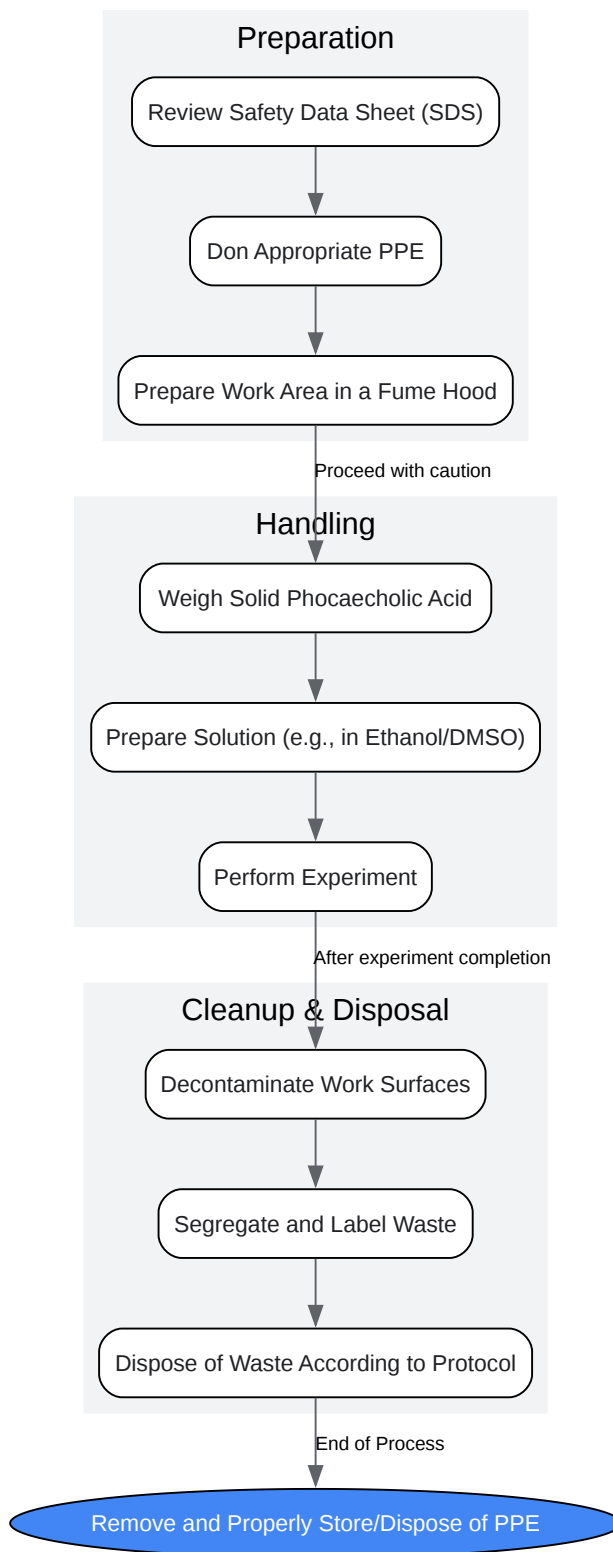 Preparation
Review Safety Data Sheet (SDS)
Don Appropriate PPE
Prepare Work Area in a Fume Hood
Proceed with caution
Handling
Weigh Solid Phocaecholic Acid
Prepare Solution (e.g., in Ethanol/DMSO)
Perform Experiment
After experiment completion
Cleanup & Disposal
Decontaminate Work Surfaces
Segregate and Label Waste
Dispose of Waste According to Protocol
End of Process
Remove and Properly Store/Dispose of PPE